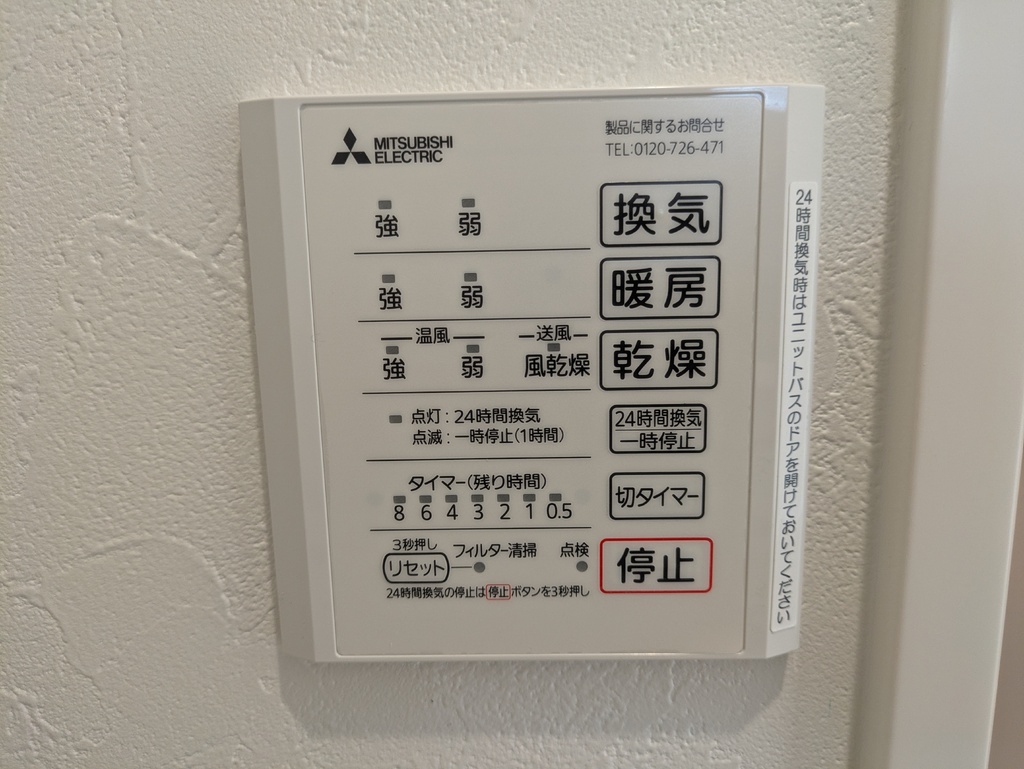 MITSUBISHI
ELECTRIC
製品に関するお問合せ
TEL:0120-726-471
強 弱 換気
強 弱 暖房
温風 送風
強 弱 風乾燥 乾燥
点灯:24時間換気
点滅:一時停止(1時間)
24時間換気
一時停止
タイマー(残り時間)
8 6 4 3 2 1 0.5
切タイマー
3秒押し
リセット フィルター清掃 点検
停止
24時間換気の停止は停止ボタンを3秒押し
24時間換気時はユニットバスのドアを開けておいてください